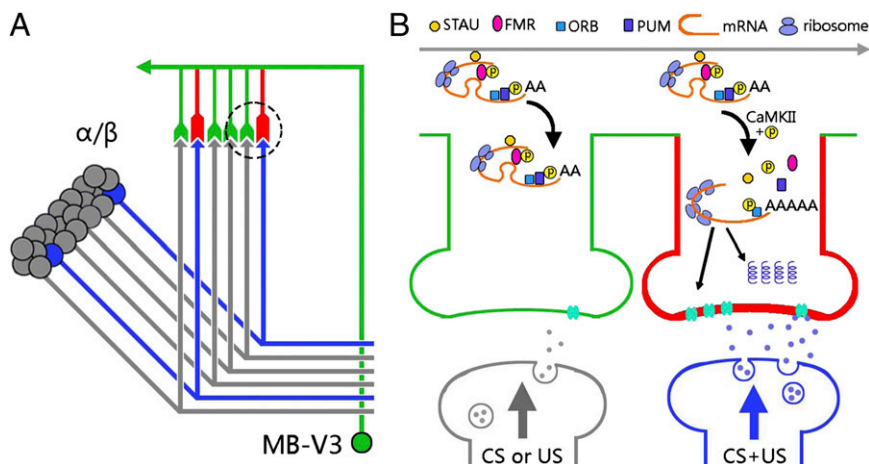 A
α/β
MB-V3
B
STAU FMR ORB PUM mRNA ribosome
P
P AA
P
P AA
CaMKII
+ P
P
P
P AA
P AAAAA
CS or US
CS+US